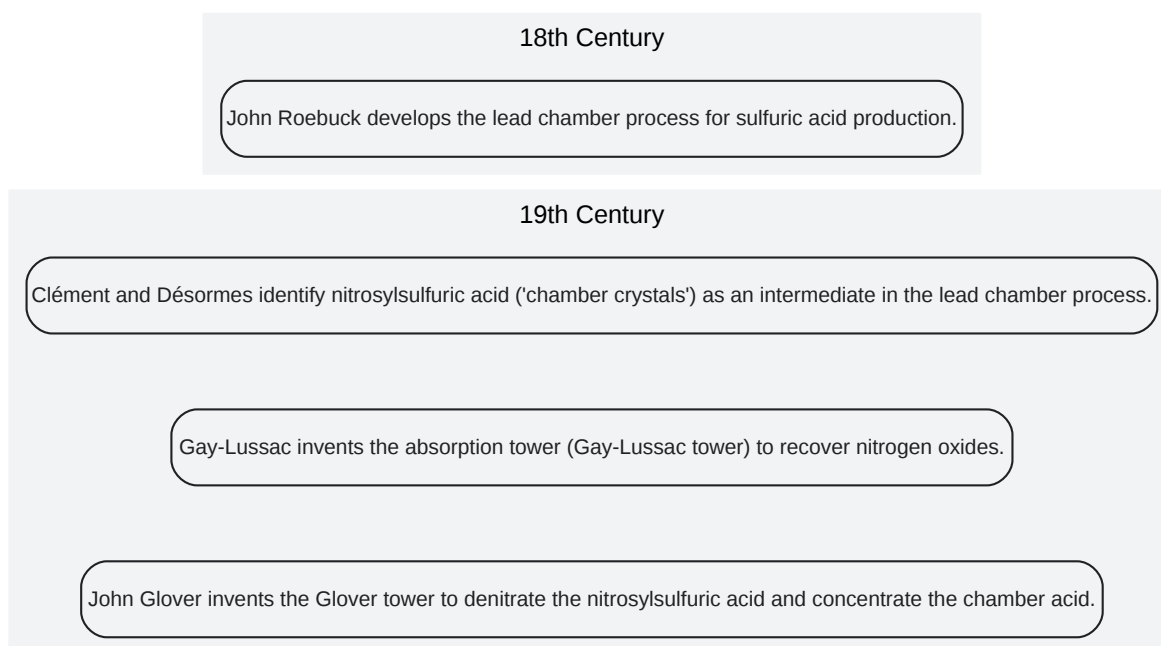 18th Century
John Roebuck develops the lead chamber process for sulfuric acid production.
19th Century
Clément and Désormes identify nitrosylsulfuric acid ('chamber crystals') as an intermediate in the lead chamber process.
Gay-Lussac invents the absorption tower (Gay-Lussac tower) to recover nitrogen oxides.
John Glover invents the Glover tower to denitrate the nitrosylsulfuric acid and concentrate the chamber acid.